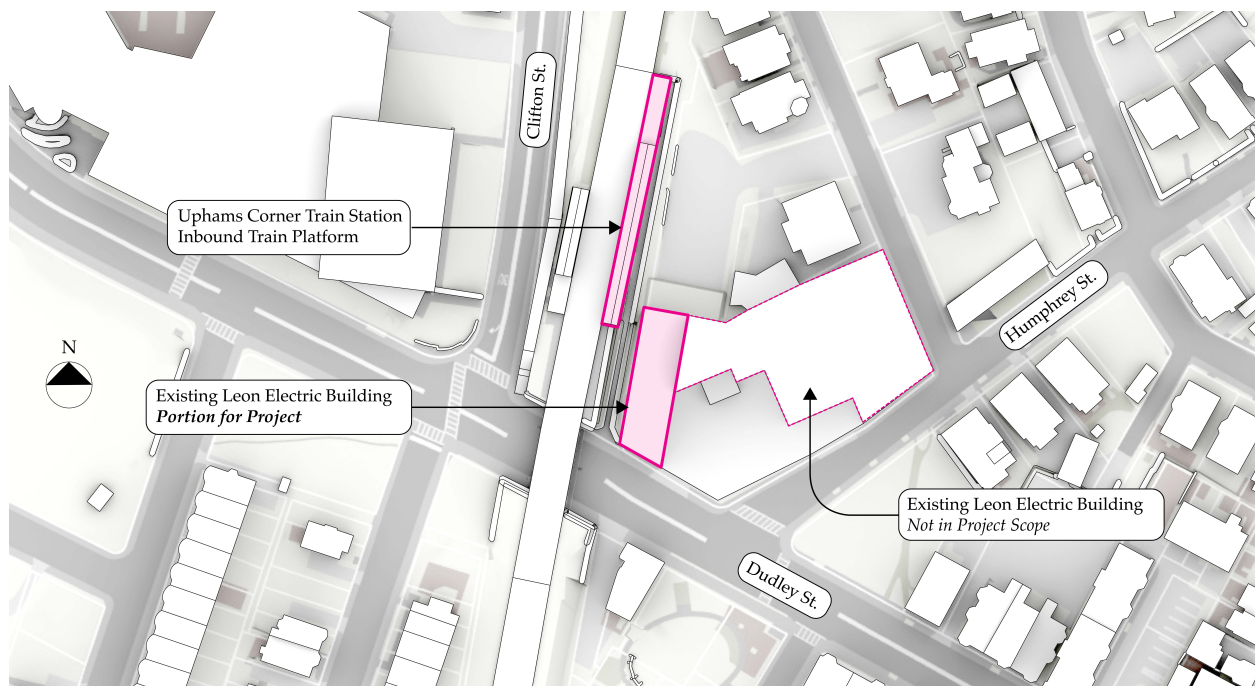 Clifton St.
Uphams Corner Train Station
Inbound Train Platform
Humphrey St.
N
Existing Leon Electric Building
Portion for Project
Existing Leon Electric Building
Not in Project Scope
Dudley St.